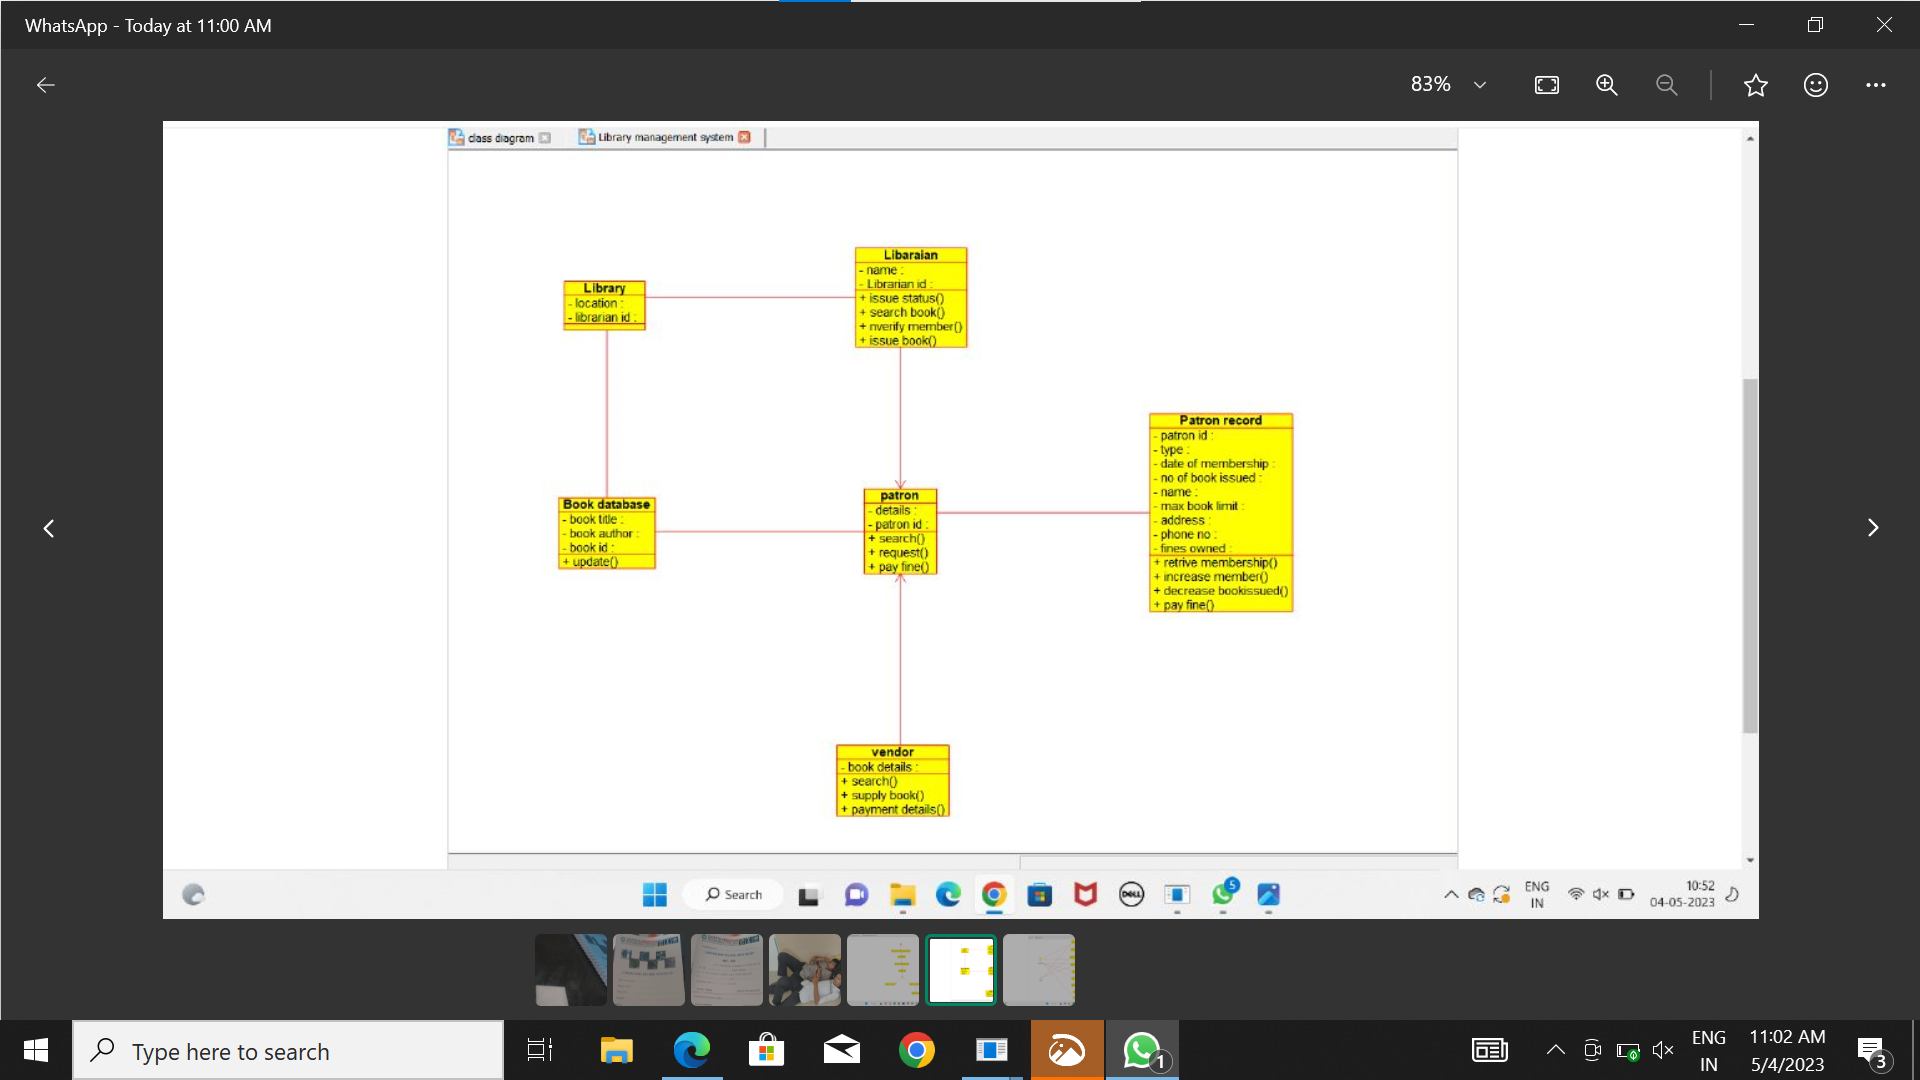 WhatsApp - Today at 11:00 AM
83%
class diagram
Library management system
Libaraian
- name :
- Librarian id :
+ issue status()
+ search book()
+ nverify member()
+ issue book()
Library
- location :
- librarian id :
Patron record
- patron id :
- type :
- date of membership :
- no of book issued :
- name :
- max book limit :
- address :
- phone no :
- fines owned :
+ retrive membership()
+ increase member()
+ decrease bookissued()
+ pay fine()
Book database
- book title :
- book author :
- book id :
+ update()
patron
- details :
- patron id :
+ search()
+ request()
+ pay fine()
vendor
- book details :
+ search()
+ supply book()
+ payment details()
Search
DELL
5
ENG
IN
10:52
04-05-2023
Type here to search
1
ENG
IN
11:02 AM
5/4/2023
3